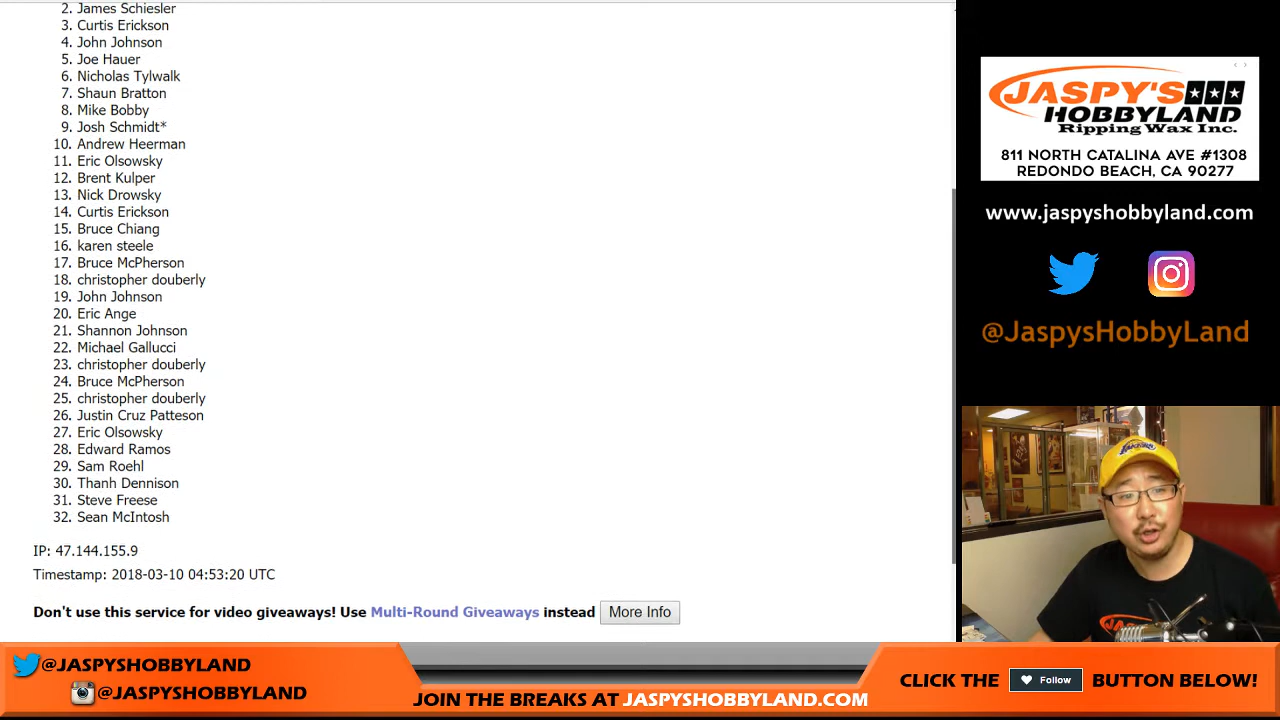 2. James Schiesler
3. Curtis Erickson
4. John Johnson
5. Joe Hauer
6. Nicholas Tylwalk
7. Shaun Bratton
8. Mike Bobby
9. Josh Schmidt*
10. Andrew Heerman
11. Eric Olsowsky
12. Brent Kulper
13. Nick Drowsky
14. Curtis Erickson
15. Bruce Chiang
16. karen steele
17. Bruce McPherson
18. christopher douberly
19. John Johnson
20. Eric Ange
21. Shannon Johnson
22. Michael Gallucci
23. christopher douberly
24. Bruce McPherson
25. christopher douberly
26. Justin Cruz Patteson
27. Eric Olsowsky
28. Edward Ramos
29. Sam Roehl
30. Thanh Dennison
31. Steve Freese
32. Sean McIntosh
IP: 47.144.155.9
Timestamp: 2018-03-10 04:53:20 UTC
Don't use this service for video giveaways! Use Multi-Round Giveaways instead More Info
JASPY'S
HOBBYLAND
Ripping Wax Inc.
811 NORTH CATALINA AVE #1308
REDONDO BEACH, CA 90277
www.jaspyshobbyland.com
@JaspysHobbyLand
@JASPYSHOBBYLAND
@JASPYSHOBBYLAND
JOIN THE BREAKS AT JASPYSHOBBYLAND.COM
CLICK THE Follow BUTTON BELOW!